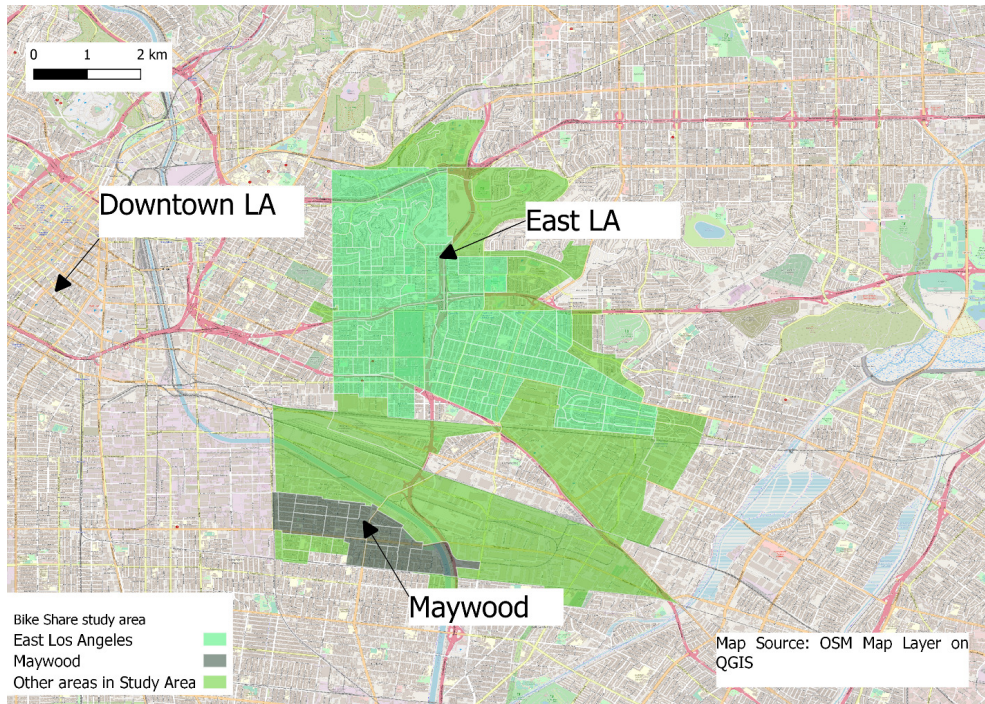 0 1 2 km
Downtown LA
East LA
Maywood
Bike Share study area
East Los Angeles
Maywood
Other areas in Study Area
Map Source: OSM Map Layer on
QGIS